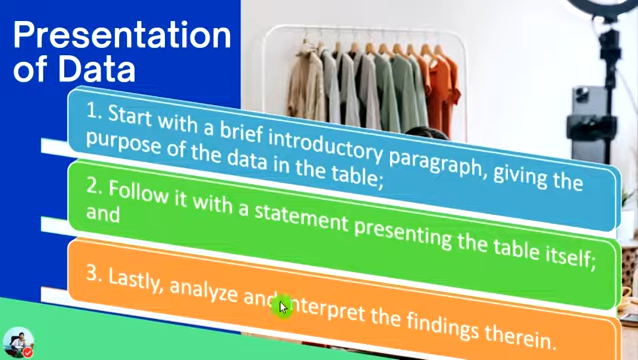 Presentation
of Data
1. Start with a brief introductory paragraph, giving the
purpose of the data in the table;
2. Follow it with a statement presenting the table itself;
and
3. Lastly, analyze and interpret the findings therein.